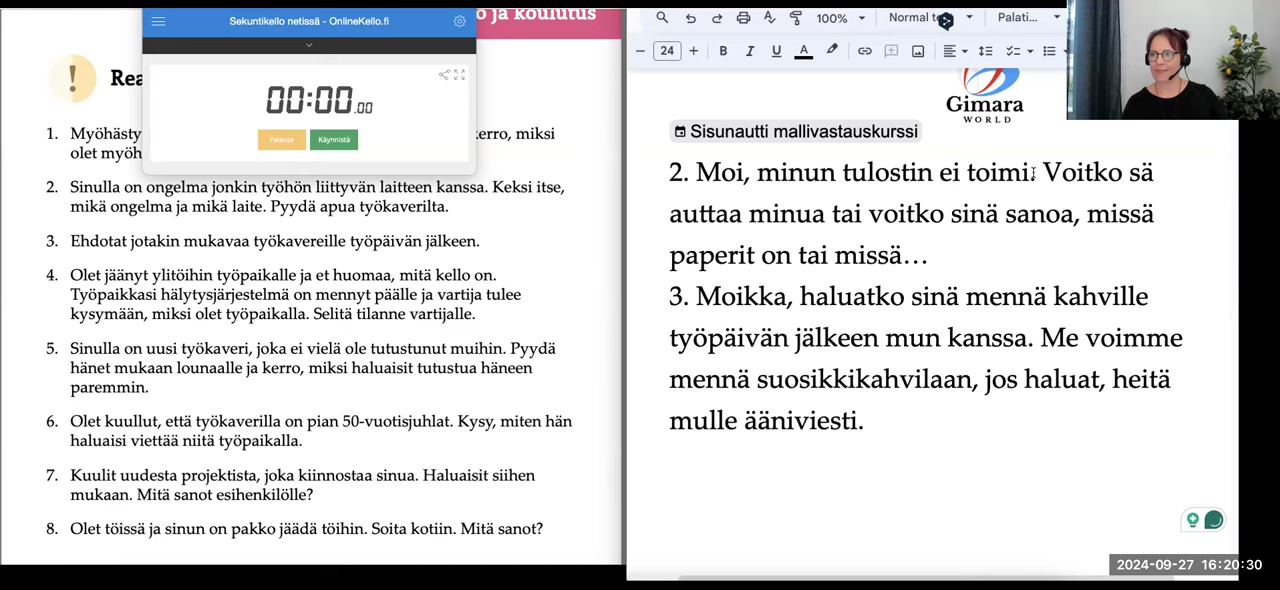 ö ja koulutus
Sekuntikello netissä - OnlineKello.fi
00:00.00
Palauta
Käynnistä
!
Rea
1. Myöhästy
kerro, miksi
olet myöh
2. Sinulla on ongelma jonkin työhön liittyvän laitteen kanssa. Keksi itse,
mikä ongelma ja mikä laite. Pyydä apua työkaverilta.
3. Ehdotat jotakin mukavaa työkavereille työpäivän jälkeen.
4. Olet jäänyt ylitöihin työpaikalle ja et huomaa, mitä kello on.
Työpaikkasi hälytysjärjestelmä on mennyt päälle ja vartija tulee
kysymään, miksi olet työpaikalla. Selitä tilanne vartijalle.
5. Sinulla on uusi työkaveri, joka ei vielä ole tutustunut muihin. Pyydä
hänet mukaan lounaalle ja kerro, miksi haluaisit tutustua häneen
paremmin.
6. Olet kuullut, että työkaverilla on pian 50-vuotisjuhlat. Kysy, miten hän
haluaisi viettää niitä työpaikalla.
7. Kuulit uudesta projektista, joka kiinnostaa sinua. Haluaisit siihen
mukaan. Mitä sanot esihenkilölle?
8. Olet töissä ja sinun on pakko jäädä töihin. Soita kotiin. Mitä sanot?
100%
Normal te
Palati...
24
B I U A
Gimara
WORLD
Sisunautti mallivastauskurssi
2. Moi, minun tulostin ei toimi. Voitko sä
auttaa minua tai voitko sinä sanoa, missä
paperit on tai missä…
3. Moikka, haluatko sinä mennä kahville
työpäivän jälkeen mun kanssa. Me voimme
mennä suosikkikahvilaan, jos haluat, heitä
mulle ääniviesti.
2024-09-27 16:20:30